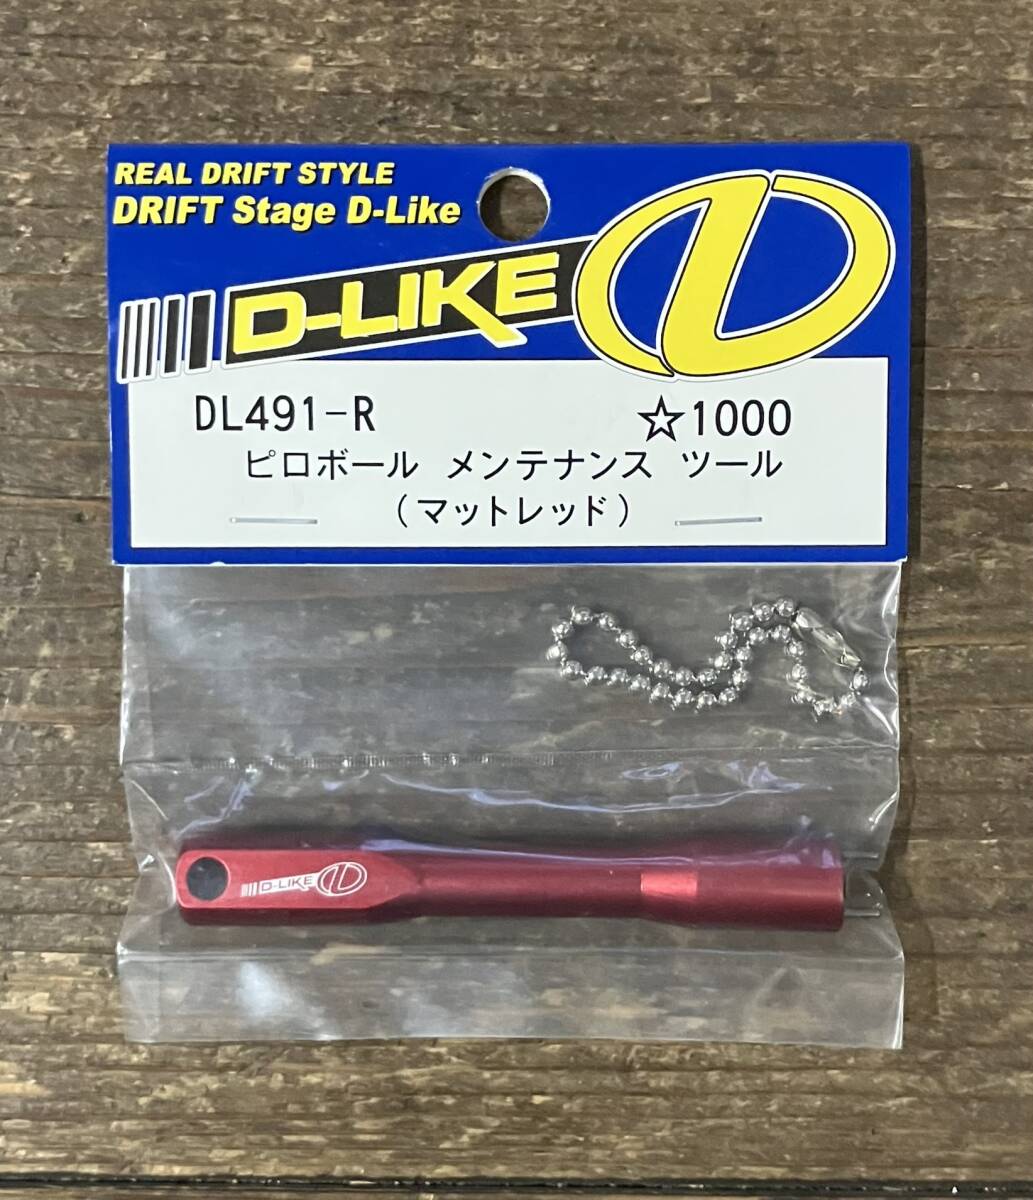 REAL DRIFT STYLE
DRIFT Stage D-Like
D-LIKE
DL491-R ☆1000
ピロボール メンテナンス ツール
(マットレッド)
D-LIKE